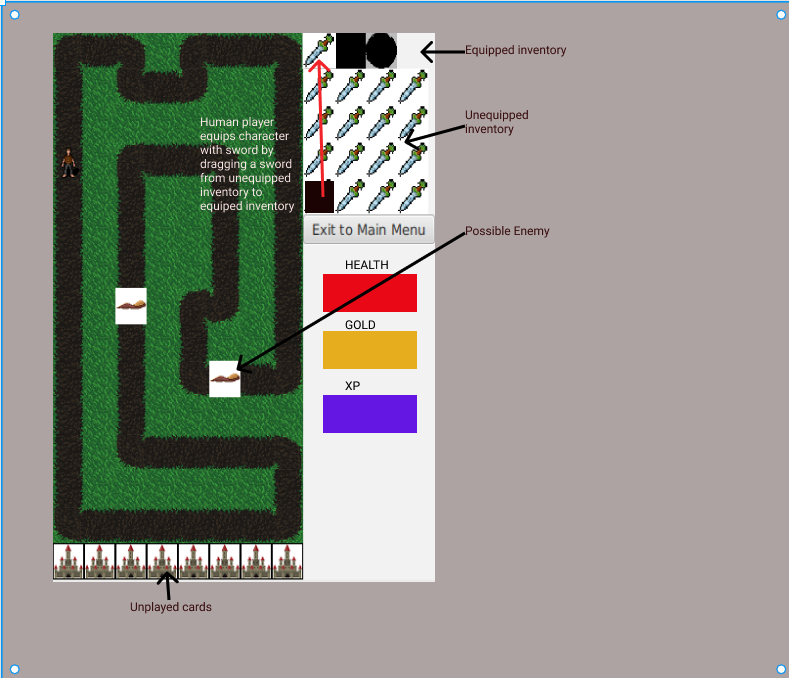 Equipped inventory
Unequipped
inventory
Human player
equips character
with sword by
dragging a sword
from unequipped
inventory to
equiped inventory
Exit to Main Menu
Possible Enemy
HEALTH
GOLD
XP
Unplayed cards